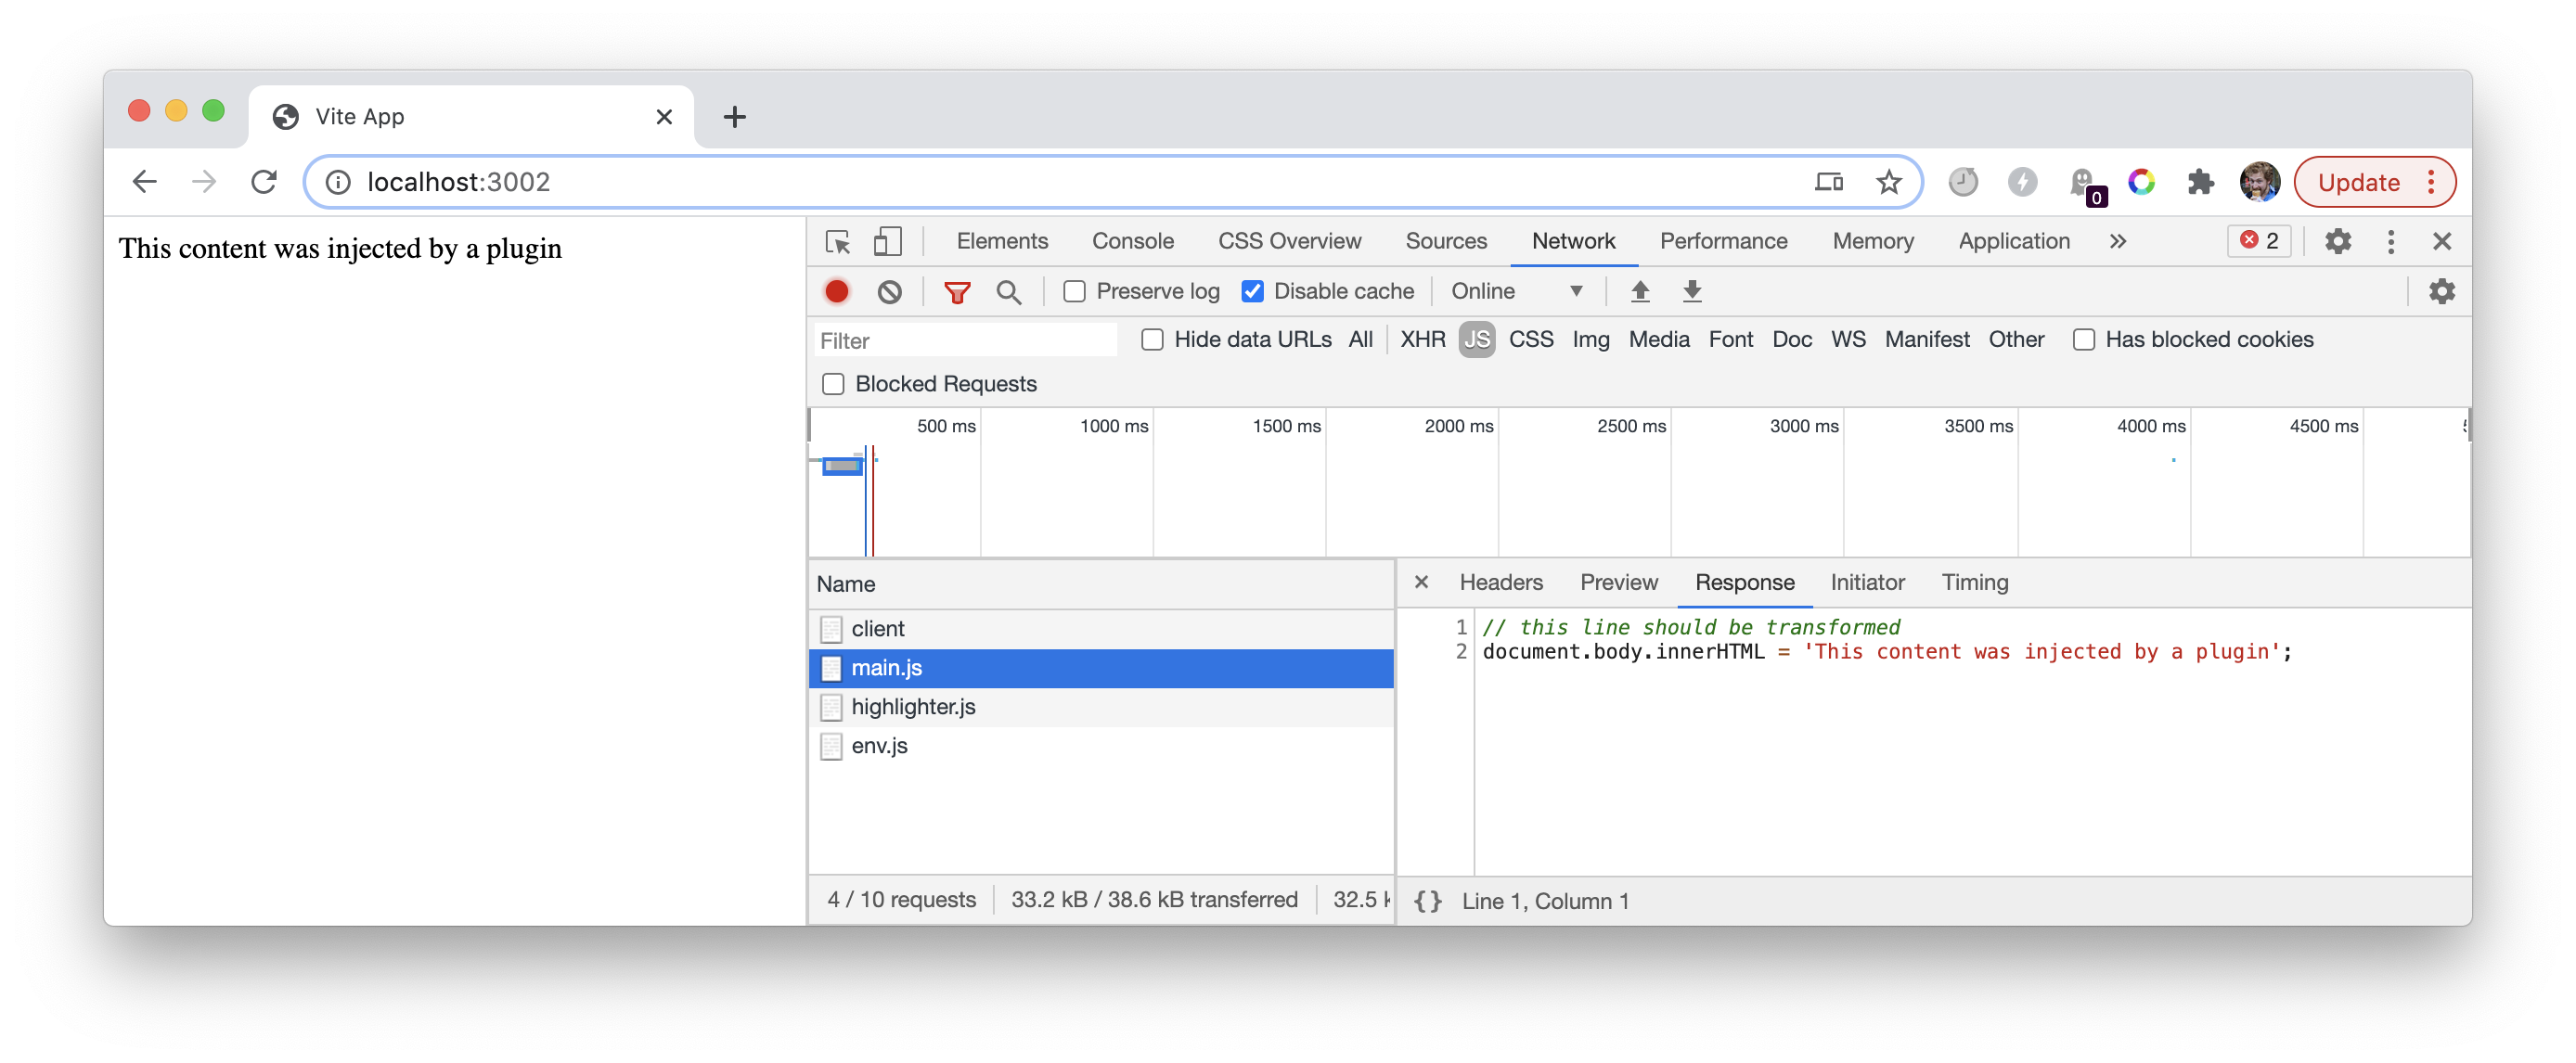 Vite App
localhost:3002
0
Update
This content was injected by a plugin
Elements Console CSS Overview Sources Network Performance Memory Application » 2
Preserve log Disable cache Online
Filter Hide data URLs All XHR JS CSS Img Media Font Doc WS Manifest Other Has blocked cookies
Blocked Requests
500 ms 1000 ms 1500 ms 2000 ms 2500 ms 3000 ms 3500 ms 4000 ms 4500 ms
Name
client
main.js
highlighter.js
env.js
4 / 10 requests 33.2 kB / 38.6 kB transferred 32.5
Headers Preview Response Initiator Timing
1 // this line should be transformed
2 document.body.innerHTML = 'This content was injected by a plugin';
{} Line 1, Column 1